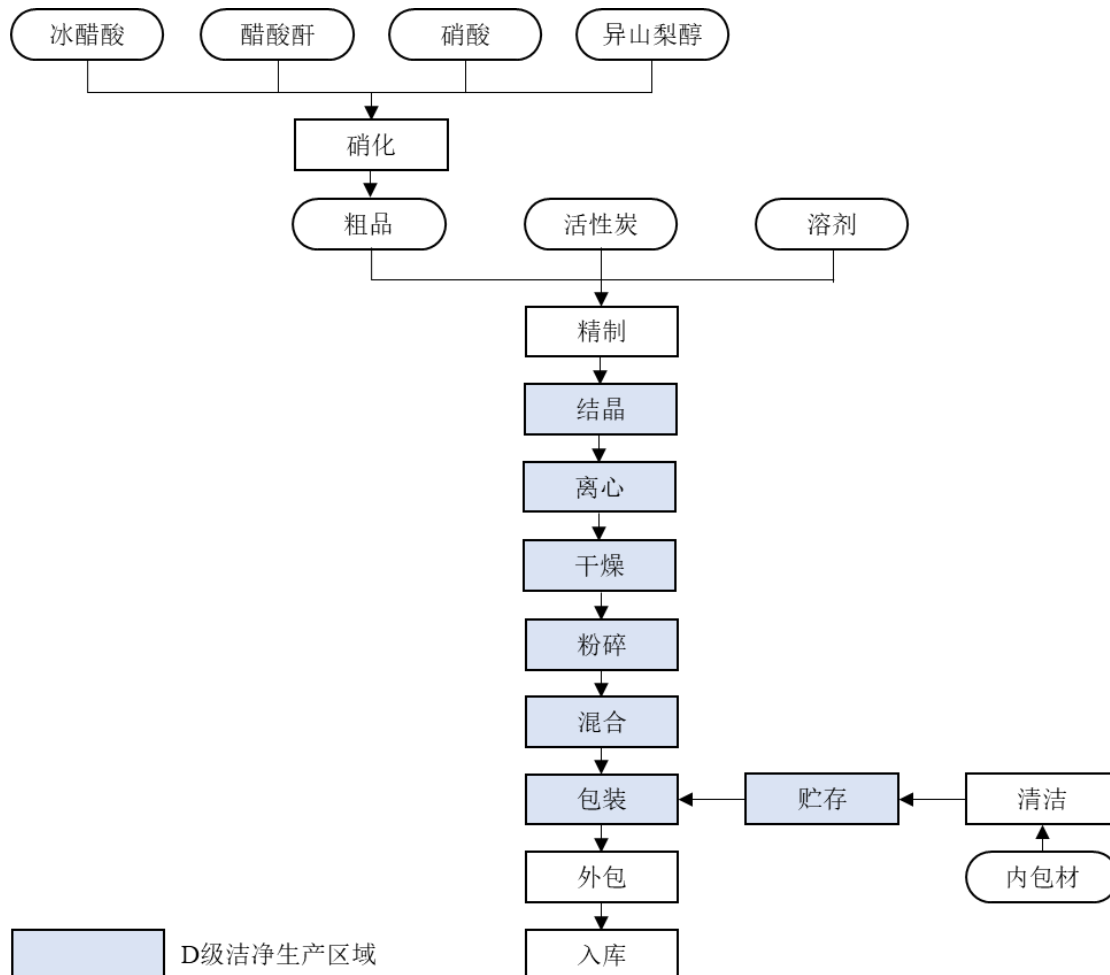 冰醋酸
醋酸酐
硝酸
异山梨醇
硝化
粗品
活性炭
溶剂
精制
结晶
离心
干燥
粉碎
混合
包装
贮存
清洁
外包
内包材
D级洁净生产区域
入库